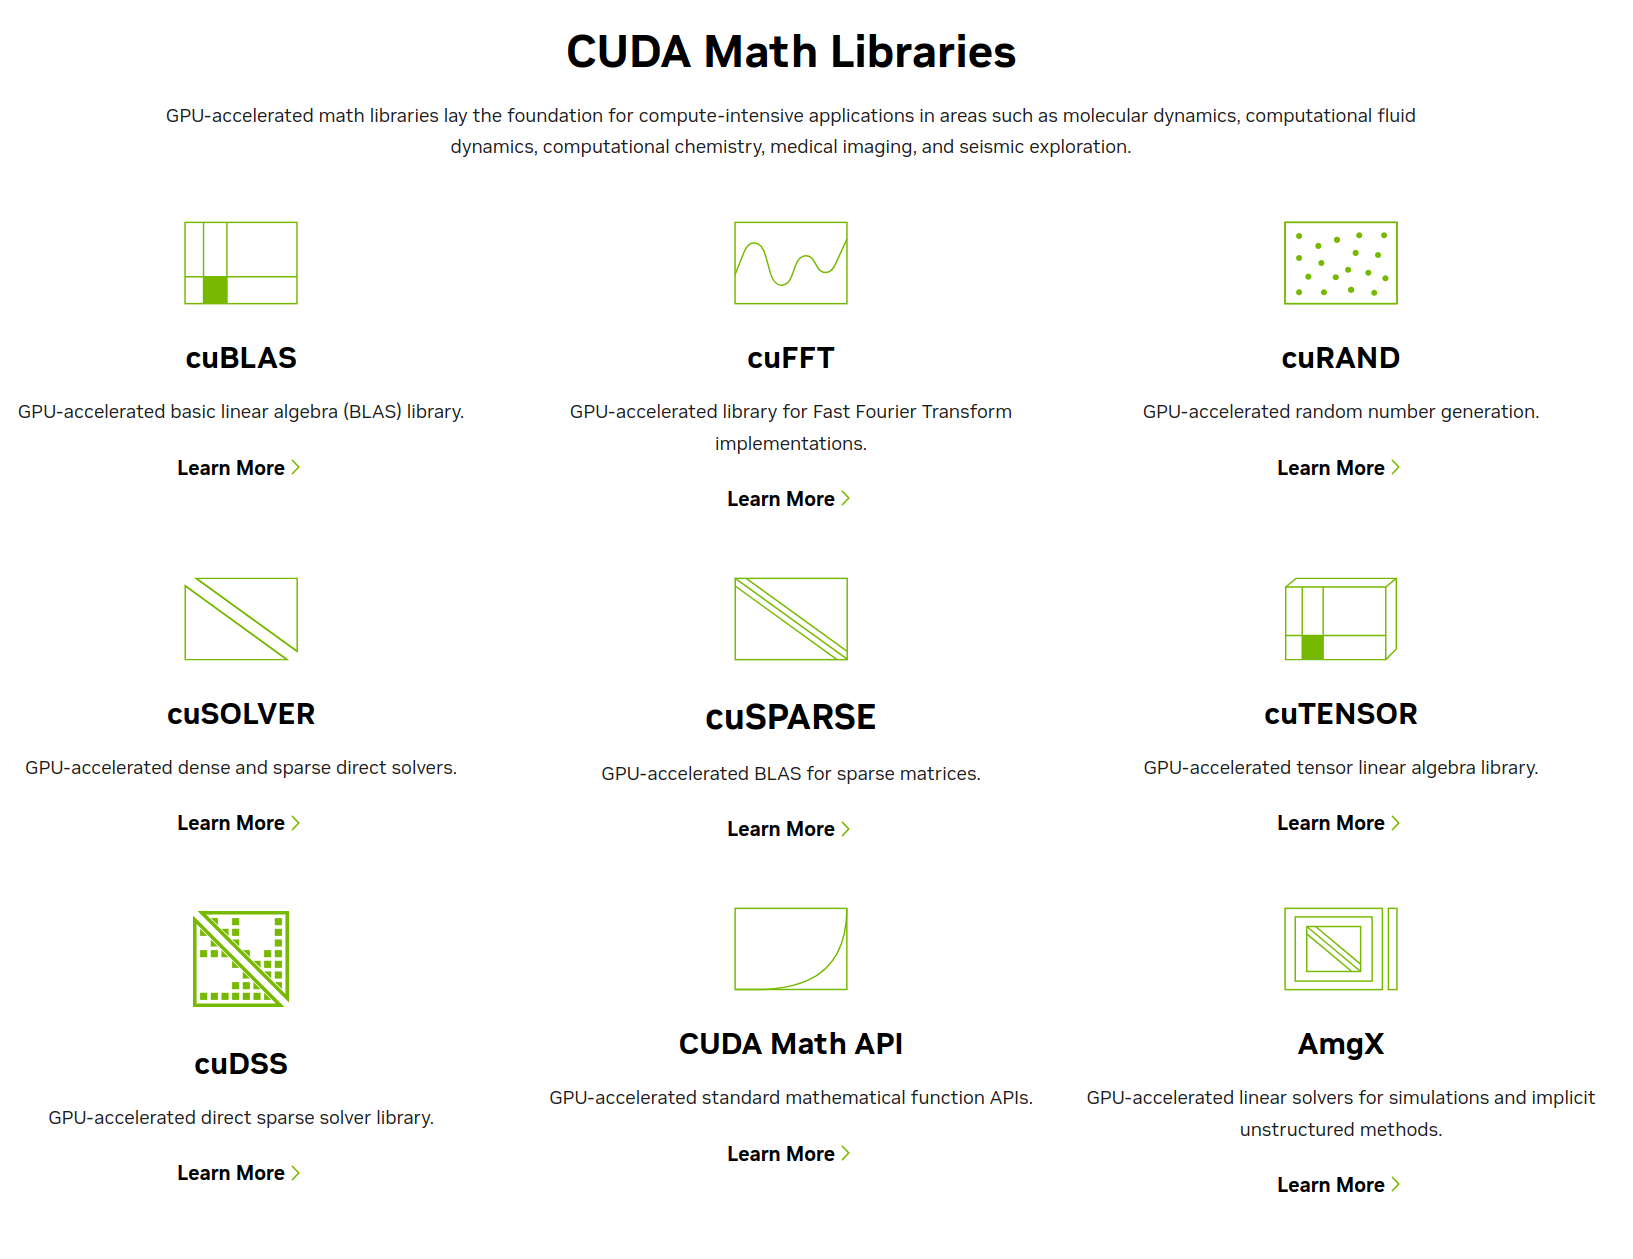 CUDA Math Libraries
GPU-accelerated math libraries lay the foundation for compute-intensive applications in areas such as molecular dynamics, computational fluid
dynamics, computational chemistry, medical imaging, and seismic exploration.
cuBLAS
GPU-accelerated basic linear algebra (BLAS) library.
Learn More
cuFFT
GPU-accelerated library for Fast Fourier Transform
implementations.
Learn More
cuRAND
GPU-accelerated random number generation.
Learn More
cuSOLVER
GPU-accelerated dense and sparse direct solvers.
Learn More
cuSPARSE
GPU-accelerated BLAS for sparse matrices.
Learn More
cuTENSOR
GPU-accelerated tensor linear algebra library.
Learn More
cuDSS
GPU-accelerated direct sparse solver library.
Learn More
CUDA Math API
GPU-accelerated standard mathematical function APIs.
Learn More
AmgX
GPU-accelerated linear solvers for simulations and implicit
unstructured methods.
Learn More